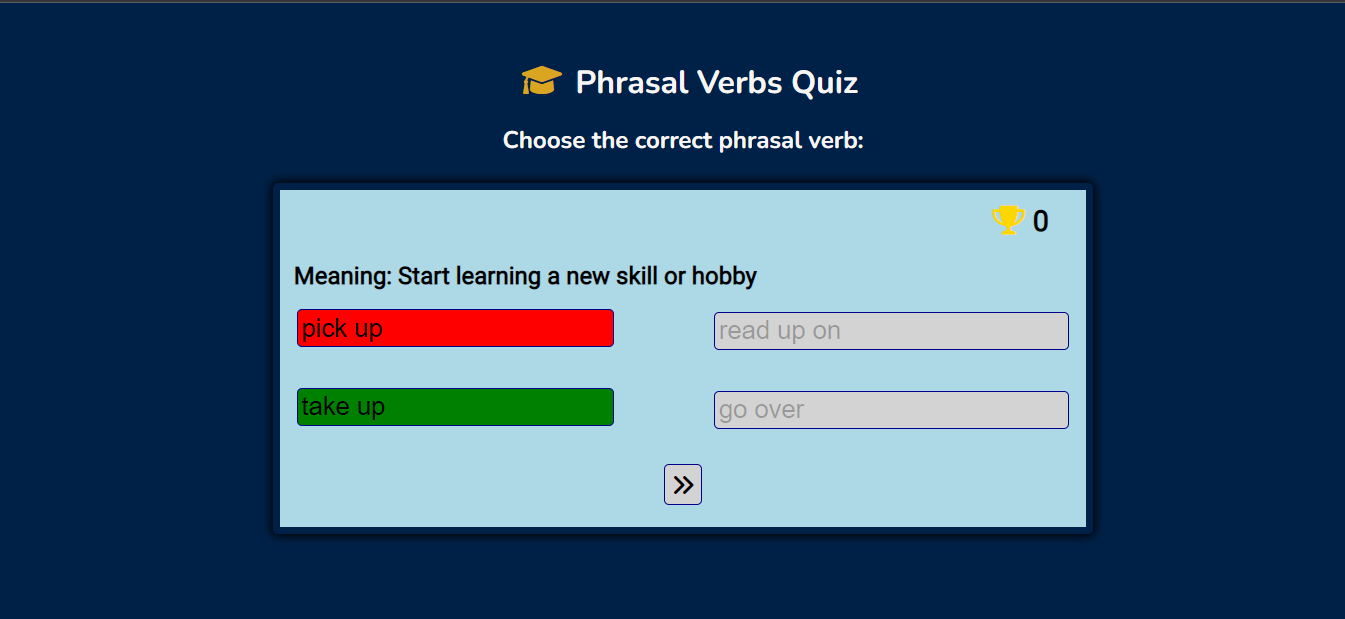 Phrasal Verbs Quiz
Choose the correct phrasal verb:
0
Meaning: Start learning a new skill or hobby
pick up
read up on
take up
go over